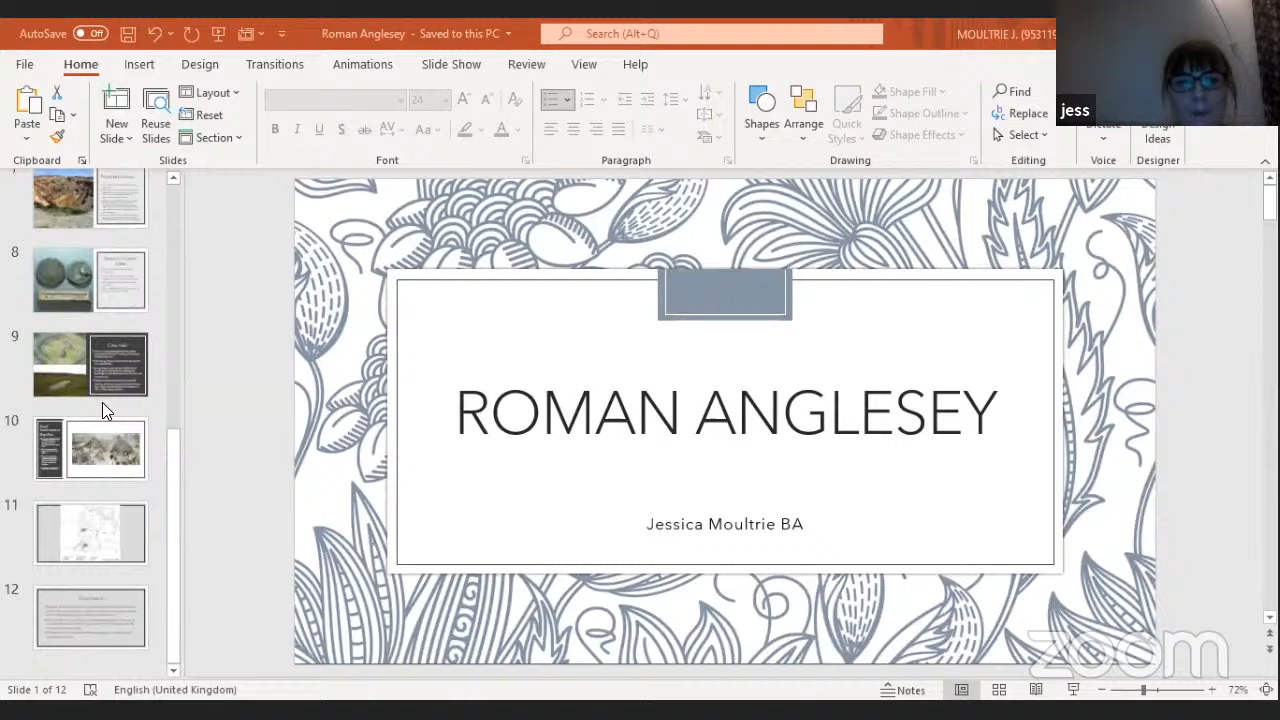 AutoSave Off
Roman Anglesey - Saved to this PC
Search (Alt+Q)
MOULTRIE J. (953119
File Home Insert Design Transitions Animations Slide Show Review View Help
jess
Paste
New Slide
Reuse Slides
Layout
Reset
Section
24
Shapes
Arrange
Quick Styles
Shape Fill
Shape Outline
Shape Effects
Find
Replace
Select
Design Ideas
Clipboard Slides Font Paragraph Drawing Editing Voice Designer
8
9
10
11
12
ROMAN ANGLESEY
Jessica Moultrie BA
zoom
Slide 1 of 12 English (United Kingdom) Notes 72%